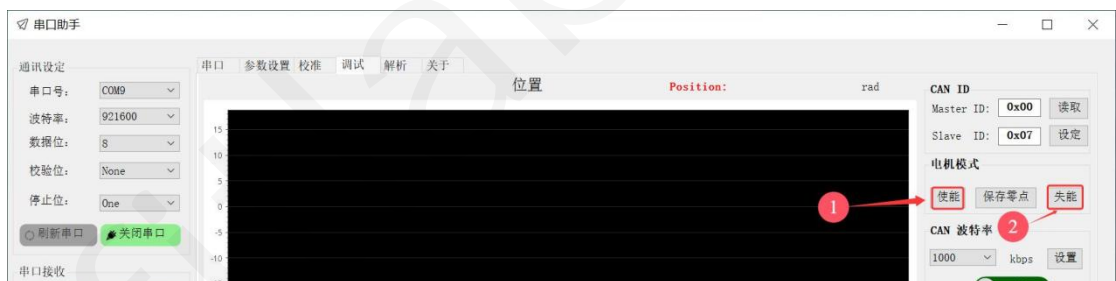 串口助手
通讯设定
串口号: COM9
波特率: 921600
数据位: 8
校验位: None
停止位: One
刷新串口 关闭串口
串口接收
串口 参数设置 校准 调试 解析 关于
位置 Position: rad
15
10
5
0
-5
-10
CAN ID
Master ID: 0x00 读取
Slave ID: 0x07 设定
电机模式
使能 保存零点 失能
1
2
CAN 波特率
1000 kbps 设置